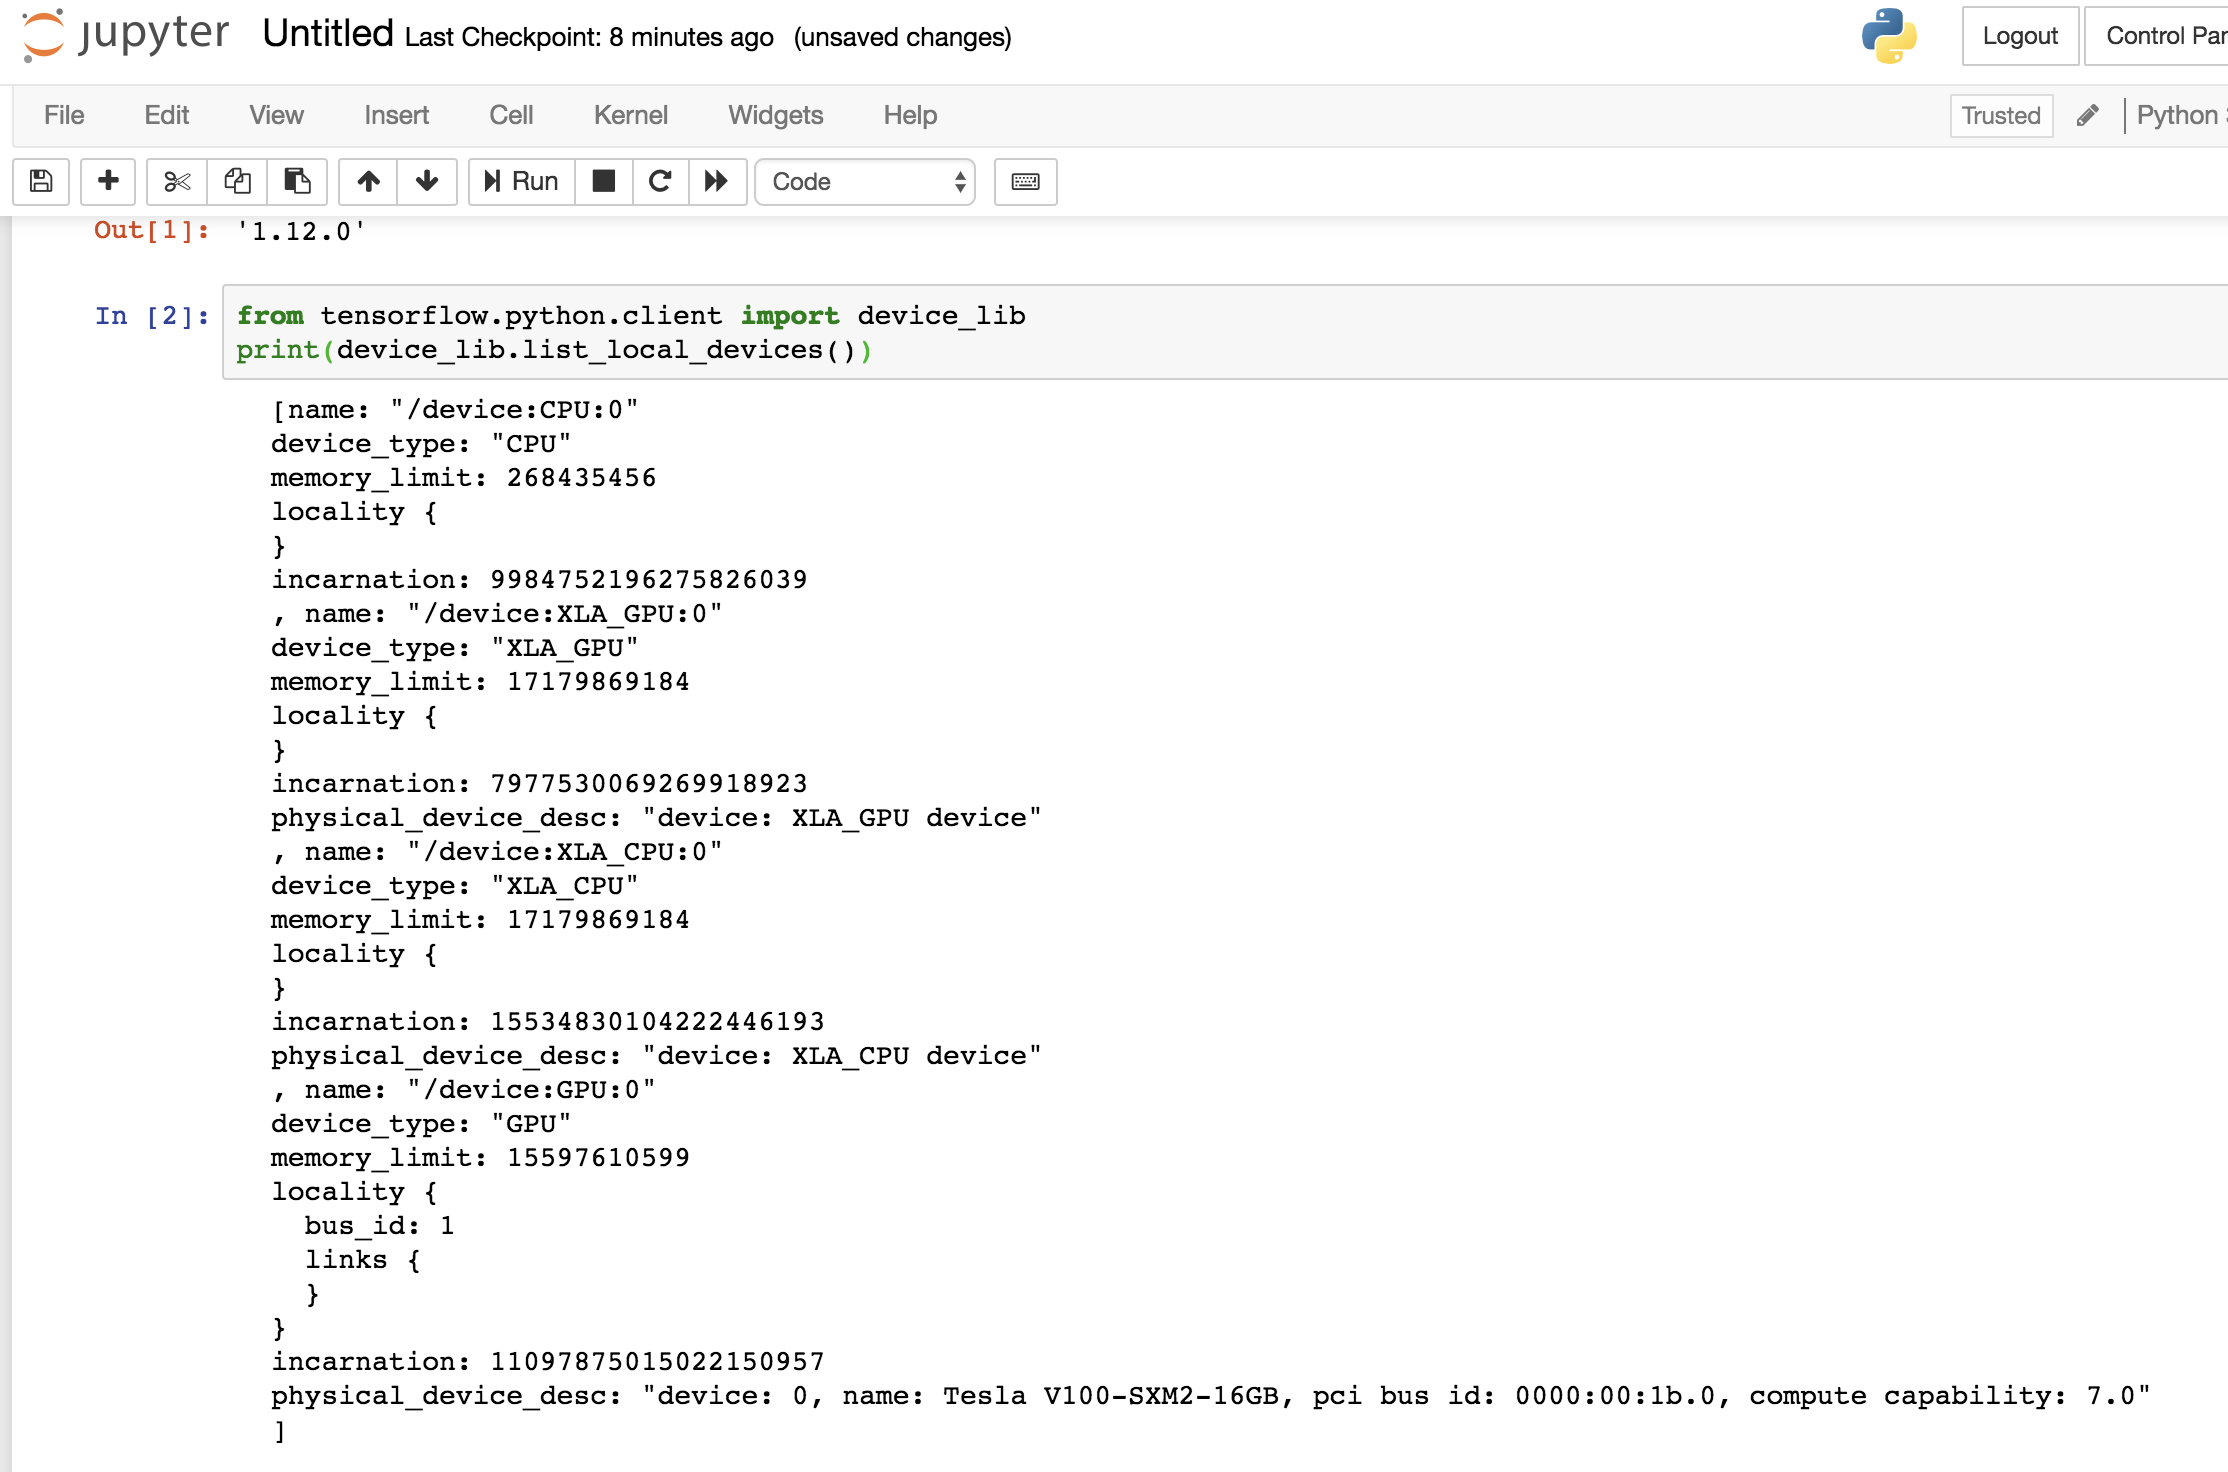 jupyter Untitled Last Checkpoint: 8 minutes ago (unsaved changes) Logout Control
File Edit View Insert Cell Kernel Widgets Help Trusted Python
Run Code
Out[1]: '1.12.0'
In [2]: from tensorflow.python.client import device_lib
print(device_lib.list_local_devices())
[name: "/device:CPU:0"
device_type: "CPU"
memory_limit: 268435456
locality {
}
incarnation: 9984752196275826039
, name: "/device:XLA_GPU:0"
device_type: "XLA_GPU"
memory_limit: 17179869184
locality {
}
incarnation: 7977530069269918923
physical_device_desc: "device: XLA_GPU device"
, name: "/device:XLA_CPU:0"
device_type: "XLA_CPU"
memory_limit: 17179869184
locality {
}
incarnation: 15534830104222446193
physical_device_desc: "device: XLA_CPU device"
, name: "/device:GPU:0"
device_type: "GPU"
memory_limit: 15597610599
locality {
  bus_id: 1
  links {
  }
}
incarnation: 11097875015022150957
physical_device_desc: "device: 0, name: Tesla V100-SXM2-16GB, pci bus id: 0000:00:1b.0, compute capability: 7.0"
]